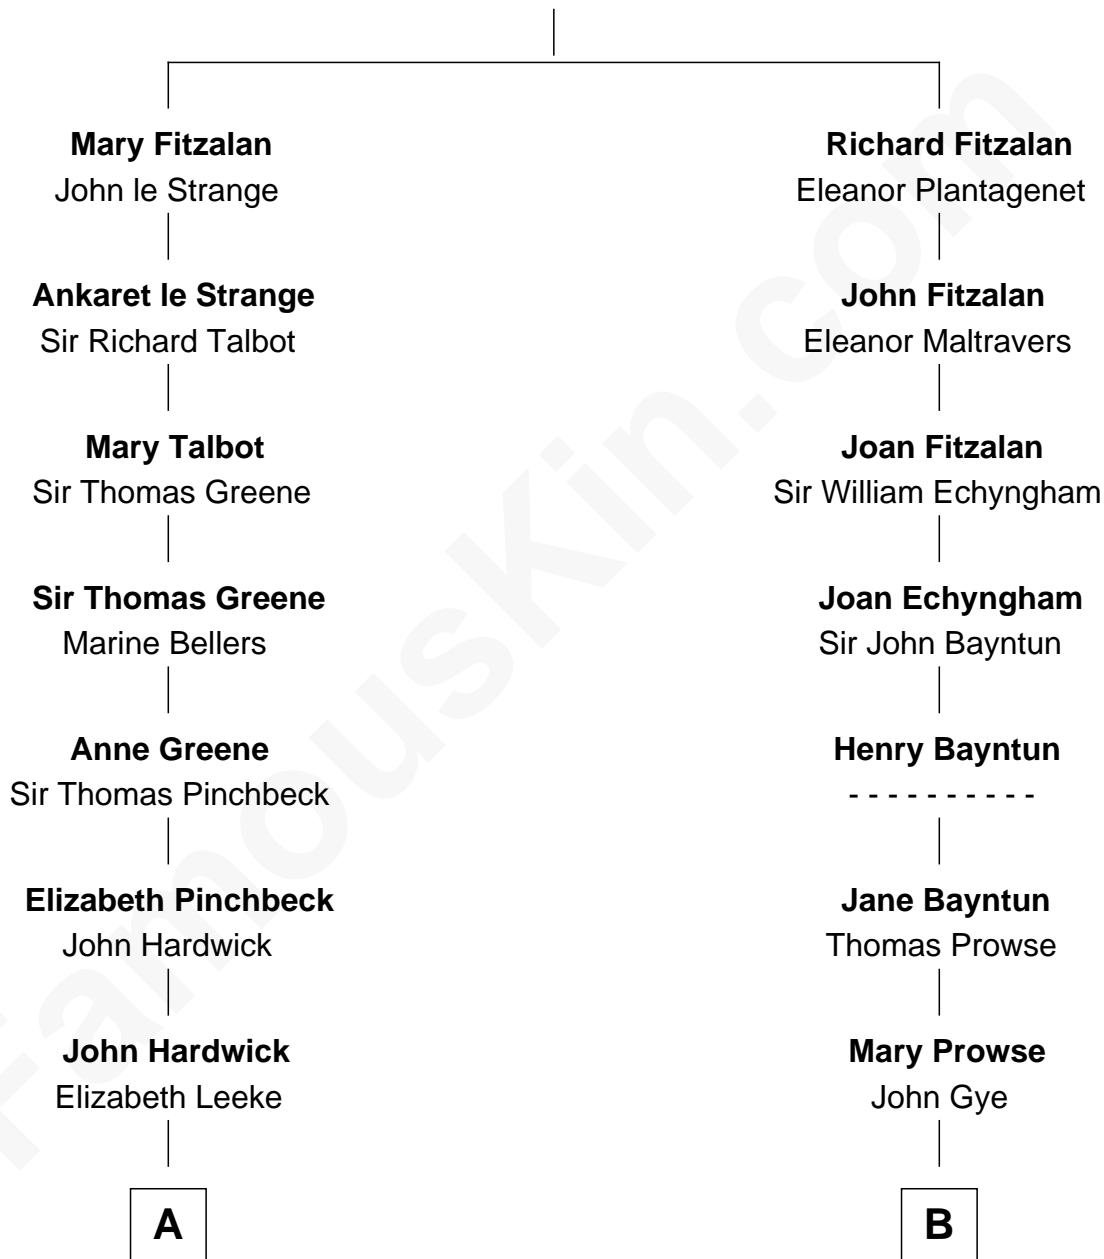 Mary Fitzalan
John le Strange
Ankaret le Strange
Sir Richard Talbot
Mary Talbot
Sir Thomas Greene
Sir Thomas Greene
Marine Bellers
Anne Greene
Sir Thomas Pinchbeck
Elizabeth Pinchbeck
John Hardwick
John Hardwick
Elizabeth Leeke
A
Richard Fitzalan
Eleanor Plantagenet
John Fitzalan
Eleanor Maltravers
Joan Fitzalan
Sir William Echyngham
Joan Echyngham
Sir John Bayntun
Henry Bayntun
- - - - - - - - - -
Jane Bayntun
Thomas Prowse
Mary Prowse
John Gye
B
FamousKin.com